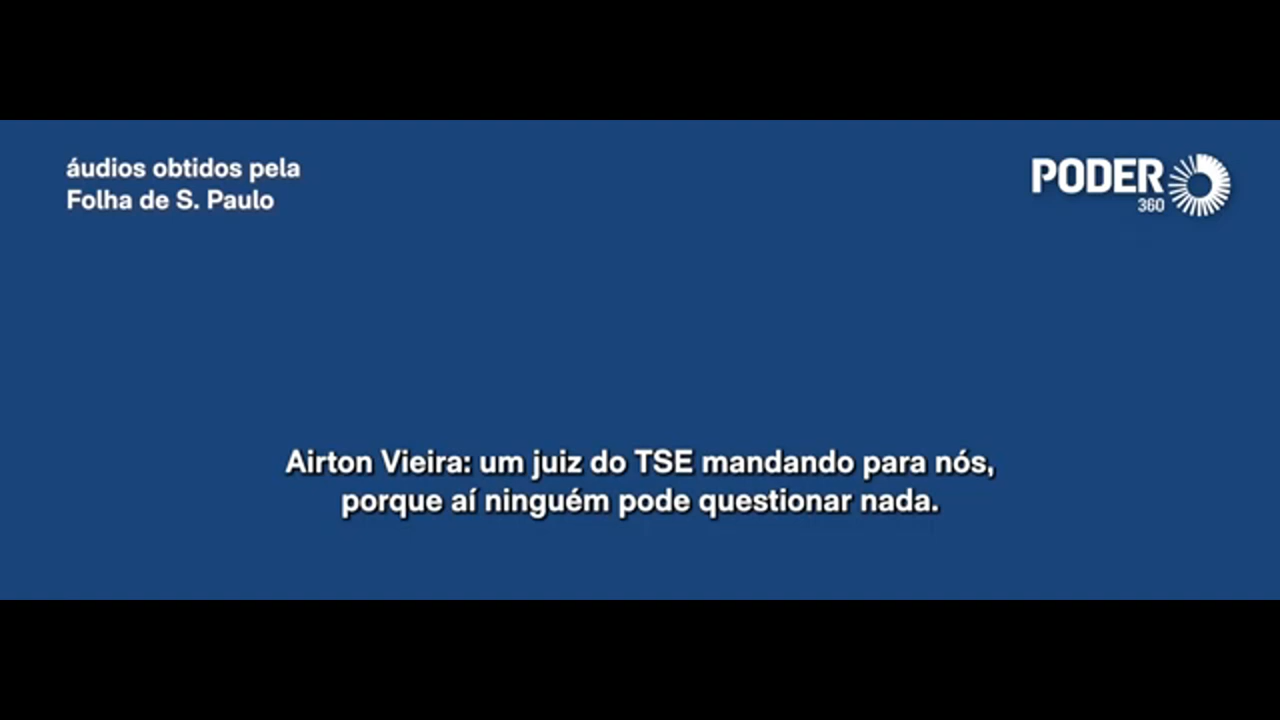 áudios obtidos pela
Folha de S. Paulo
PODER
360
Airton Vieira: um juiz do TSE mandando para nós,
porque aí ninguém pode questionar nada.